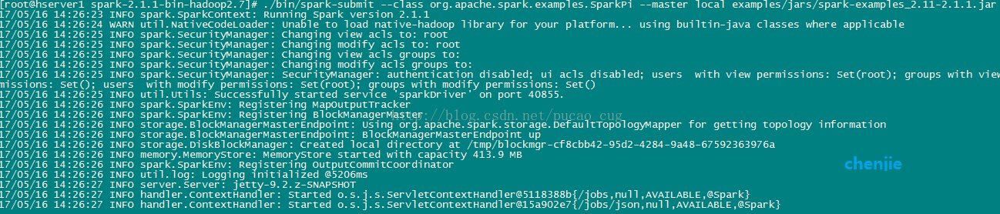 [root@hserver1 spark-2.1.1-bin-hadoop2.7]# ./bin/spark-submit --class org.apache.spark.examples.SparkPi --master local examples/jars/spark-examples_2.11-2.1.1.jar
17/05/16 14:26:23 INFO spark.SparkContext: Running Spark version 2.1.1
17/05/16 14:26:24 WARN util.NativeCodeLoader: Unable to load native-hadoop library for your platform... using builtin-java classes where applicable
17/05/16 14:26:25 INFO spark.SecurityManager: Changing view acls to: root
17/05/16 14:26:25 INFO spark.SecurityManager: Changing modify acls to: root
17/05/16 14:26:25 INFO spark.SecurityManager: Changing view acls groups to:
17/05/16 14:26:25 INFO spark.SecurityManager: Changing modify acls groups to:
17/05/16 14:26:25 INFO spark.SecurityManager: SecurityManager: authentication disabled; ui acls disabled; users  with view permissions: Set(root); groups with view
missions: Set(); users  with modify permissions: Set(root); groups with modify permissions: Set()
17/05/16 14:26:25 INFO util.Utils: Successfully started service 'sparkDriver' on port 40855.
17/05/16 14:26:26 INFO spark.SparkEnv: Registering MapOutputTracker
17/05/16 14:26:26 INFO spark.SparkEnv: Registering BlockManagerMaster
http://blog.csdn.net/pucao_cug
17/05/16 14:26:26 INFO storage.BlockManagerMasterEndpoint: Using org.apache.spark.storage.DefaultTopologyMapper for getting topology information
17/05/16 14:26:26 INFO storage.BlockManagerMasterEndpoint: BlockManagerMasterEndpoint up
17/05/16 14:26:26 INFO storage.DiskBlockManager: Created local directory at /tmp/blockmgr-cf8cbb42-95d2-4284-9a48-67592363976a
17/05/16 14:26:26 INFO memory.MemoryStore: MemoryStore started with capacity 413.9 MB
17/05/16 14:26:26 INFO spark.SparkEnv: Registering OutputCommitCoordinator
chenjie
17/05/16 14:26:26 INFO util.log: Logging initialized @5206ms
17/05/16 14:26:27 INFO server.Server: jetty-9.2.z-SNAPSHOT
17/05/16 14:26:27 INFO handler.ContextHandler: Started o.s.j.s.ServletContextHandler@5118388b{/jobs,null,AVAILABLE,@Spark}
17/05/16 14:26:27 INFO handler.ContextHandler: Started o.s.j.s.ServletContextHandler@15a902e7{/jobs/json,null,AVAILABLE,@Spark}